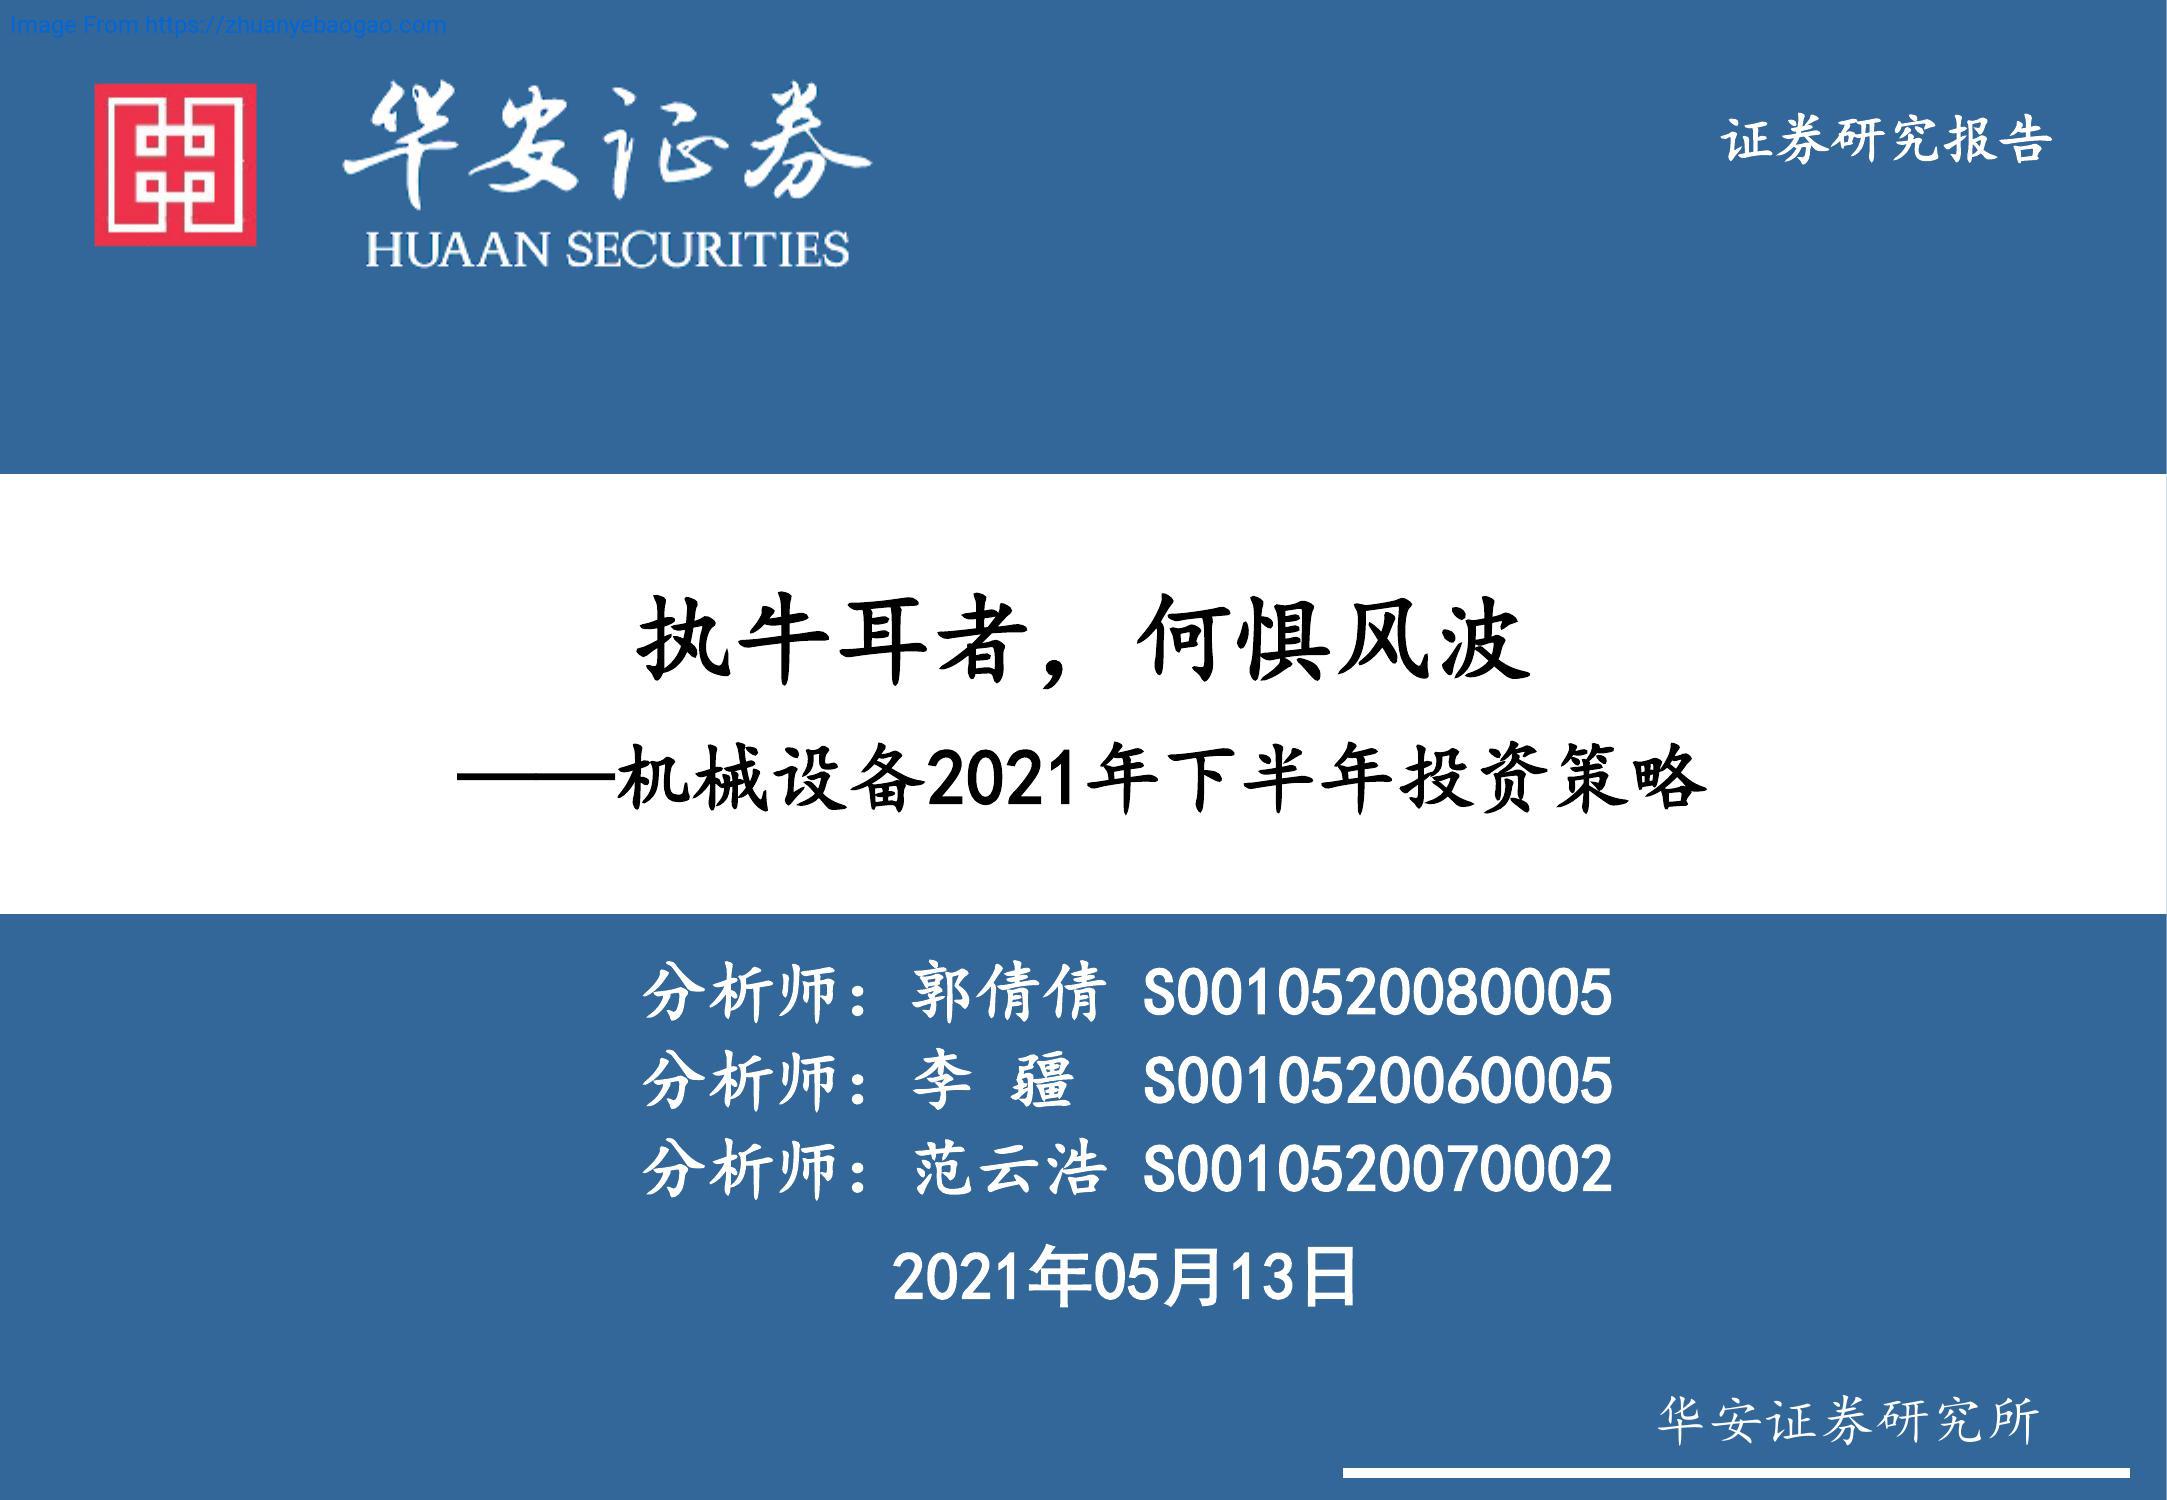 Image From https://zhuanyebaogao.com
华安证券
HUAAN SECURITIES
证券研究报告
执牛耳者，何惧风波
——机械设备2021年下半年投资策略
分析师：郭倩倩 S0010520080005
分析师：李 疆 S0010520060005
分析师：范云浩 S0010520070002
2021年05月13日
华安证券研究所